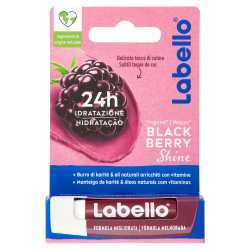 Ingredienti di
origine naturale
Delicato tocco di colore
Subtil toque de cor
Labello
24h
IDRATAZIONE
HIDRATAÇÃO
Vegano* | Vegan*
BLACK
BERRY
Shine
• Burro di karité & oli naturali arricchiti con vitamine
• Manteiga de karité & óleos naturais com vitaminas
Labello
FORMULA MIGLIORATA | FÓRMULA MELHORADA